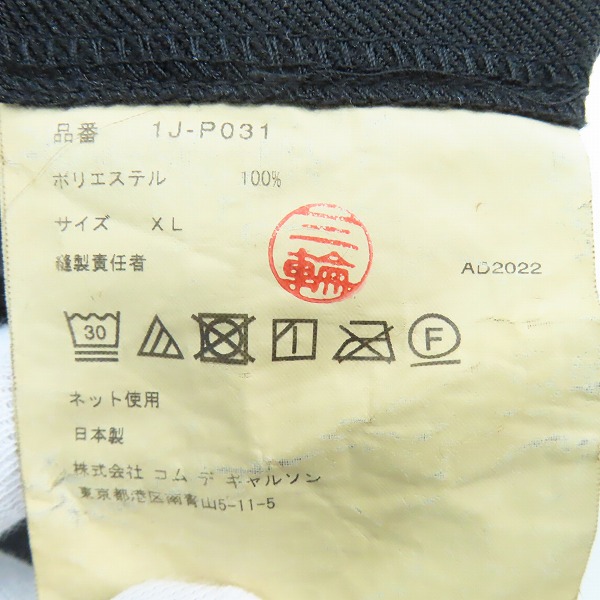 品番 1J-P031
ポリエステル 100%
サイズ XL
三輪
縫製責任者 AD2022
30 F
ネット使用
日本製
株式会社 コム デ ギャルソン
東京都港区南青山5-11-5